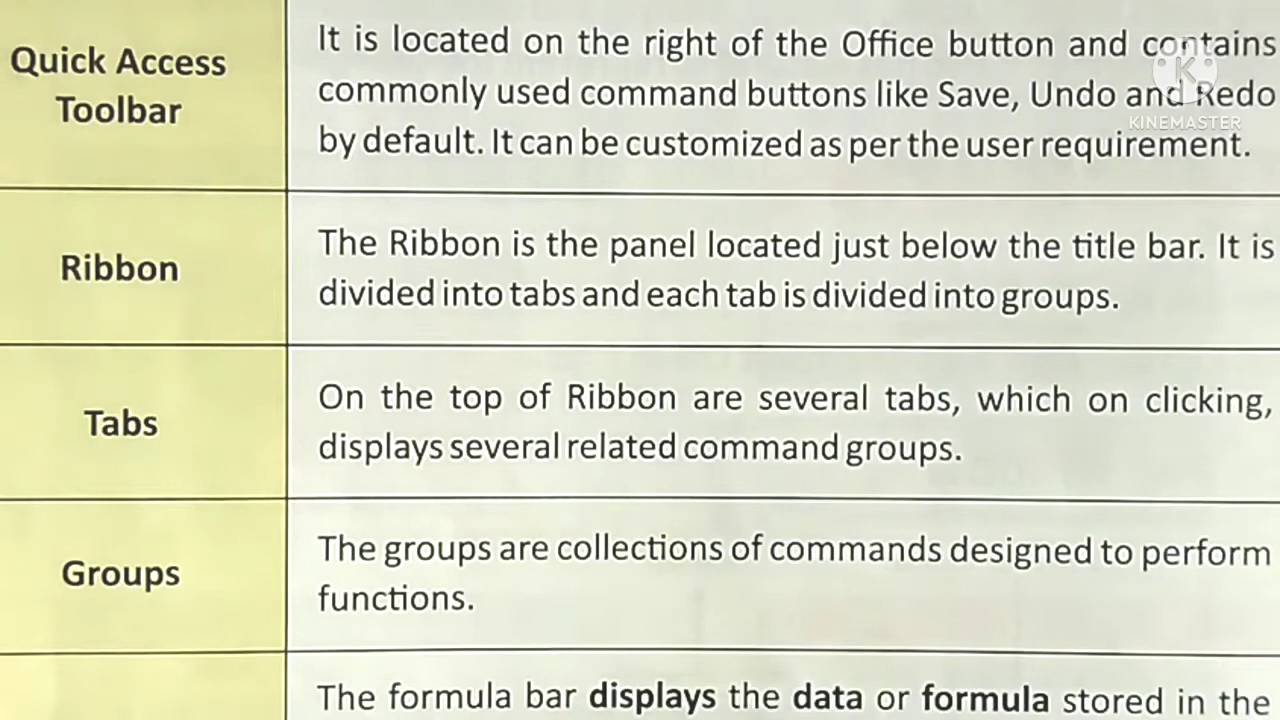 Quick Access
Toolbar
It is located on the right of the Office button and contains
commonly used command buttons like Save, Undo and Redo
by default. It can be customized as per the user requirement.
KINEMASTER
Ribbon
The Ribbon is the panel located just below the title bar. It is
divided into tabs and each tab is divided into groups.
Tabs
On the top of Ribbon are several tabs, which on clicking,
displays several related command groups.
Groups
The groups are collections of commands designed to perform
functions.
The formula bar displays the data or formula stored in the